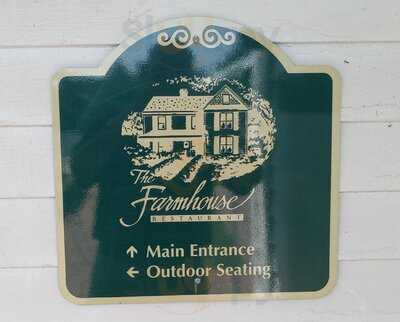 The
Farmhouse
RESTAURANT
↑ Main Entrance
← Outdoor Seating